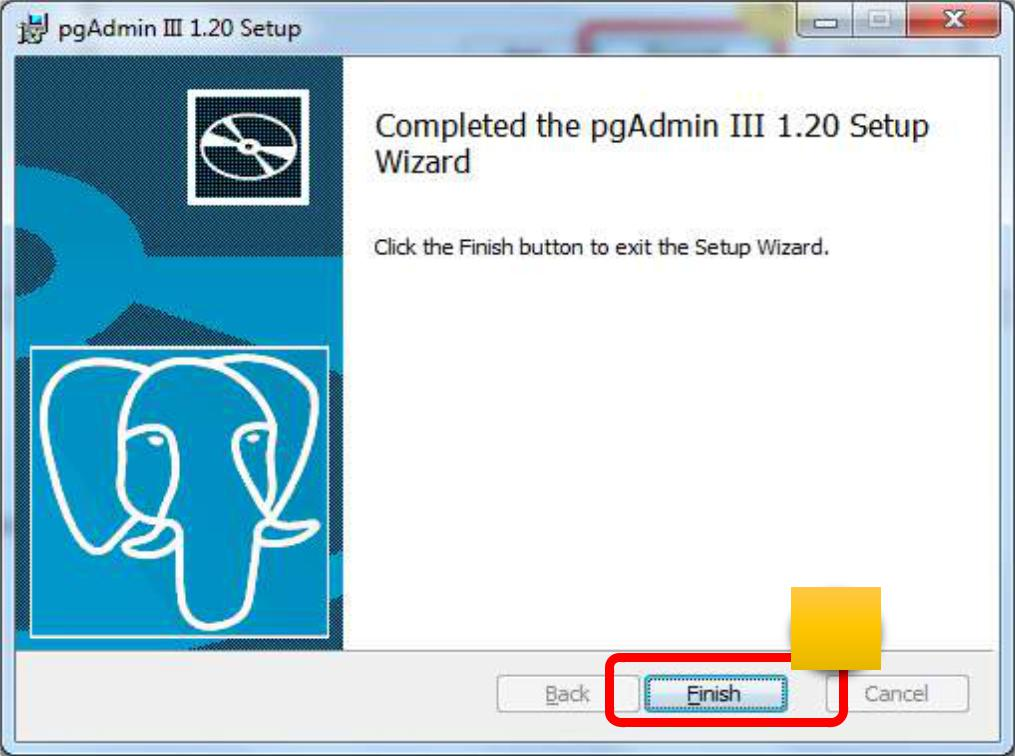 pgAdmin III 1.20 Setup
Completed the pgAdmin III 1.20 Setup
Wizard
Click the Finish button to exit the Setup Wizard.
Back
Finish
Cancel